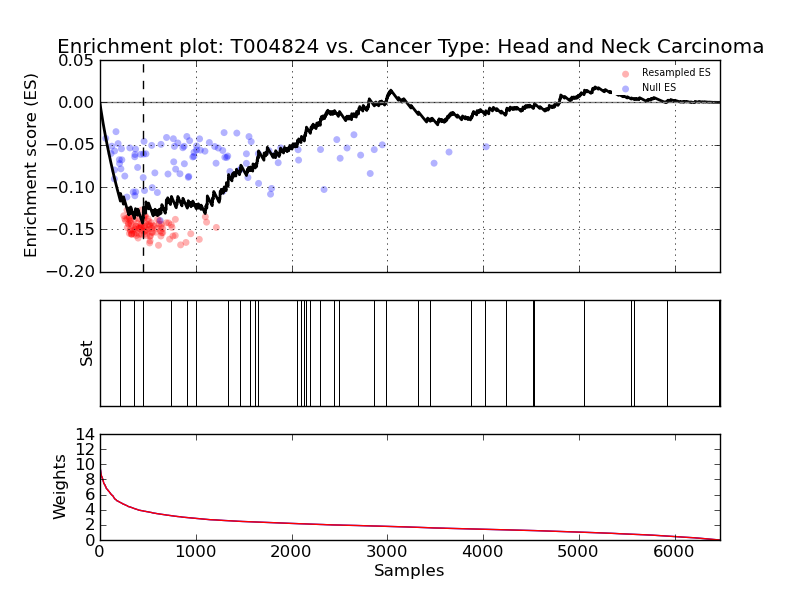 Enrichment plot: T004824 vs. Cancer Type: Head and Neck Carcinoma
Enrichment score (ES)
0.05
0.00
−0.05
−0.10
−0.15
−0.20
Resampled ES
Null ES
Set
Weights
14
12
10
8
6
4
2
0
0 1000 2000 3000 4000 5000 6000
Samples